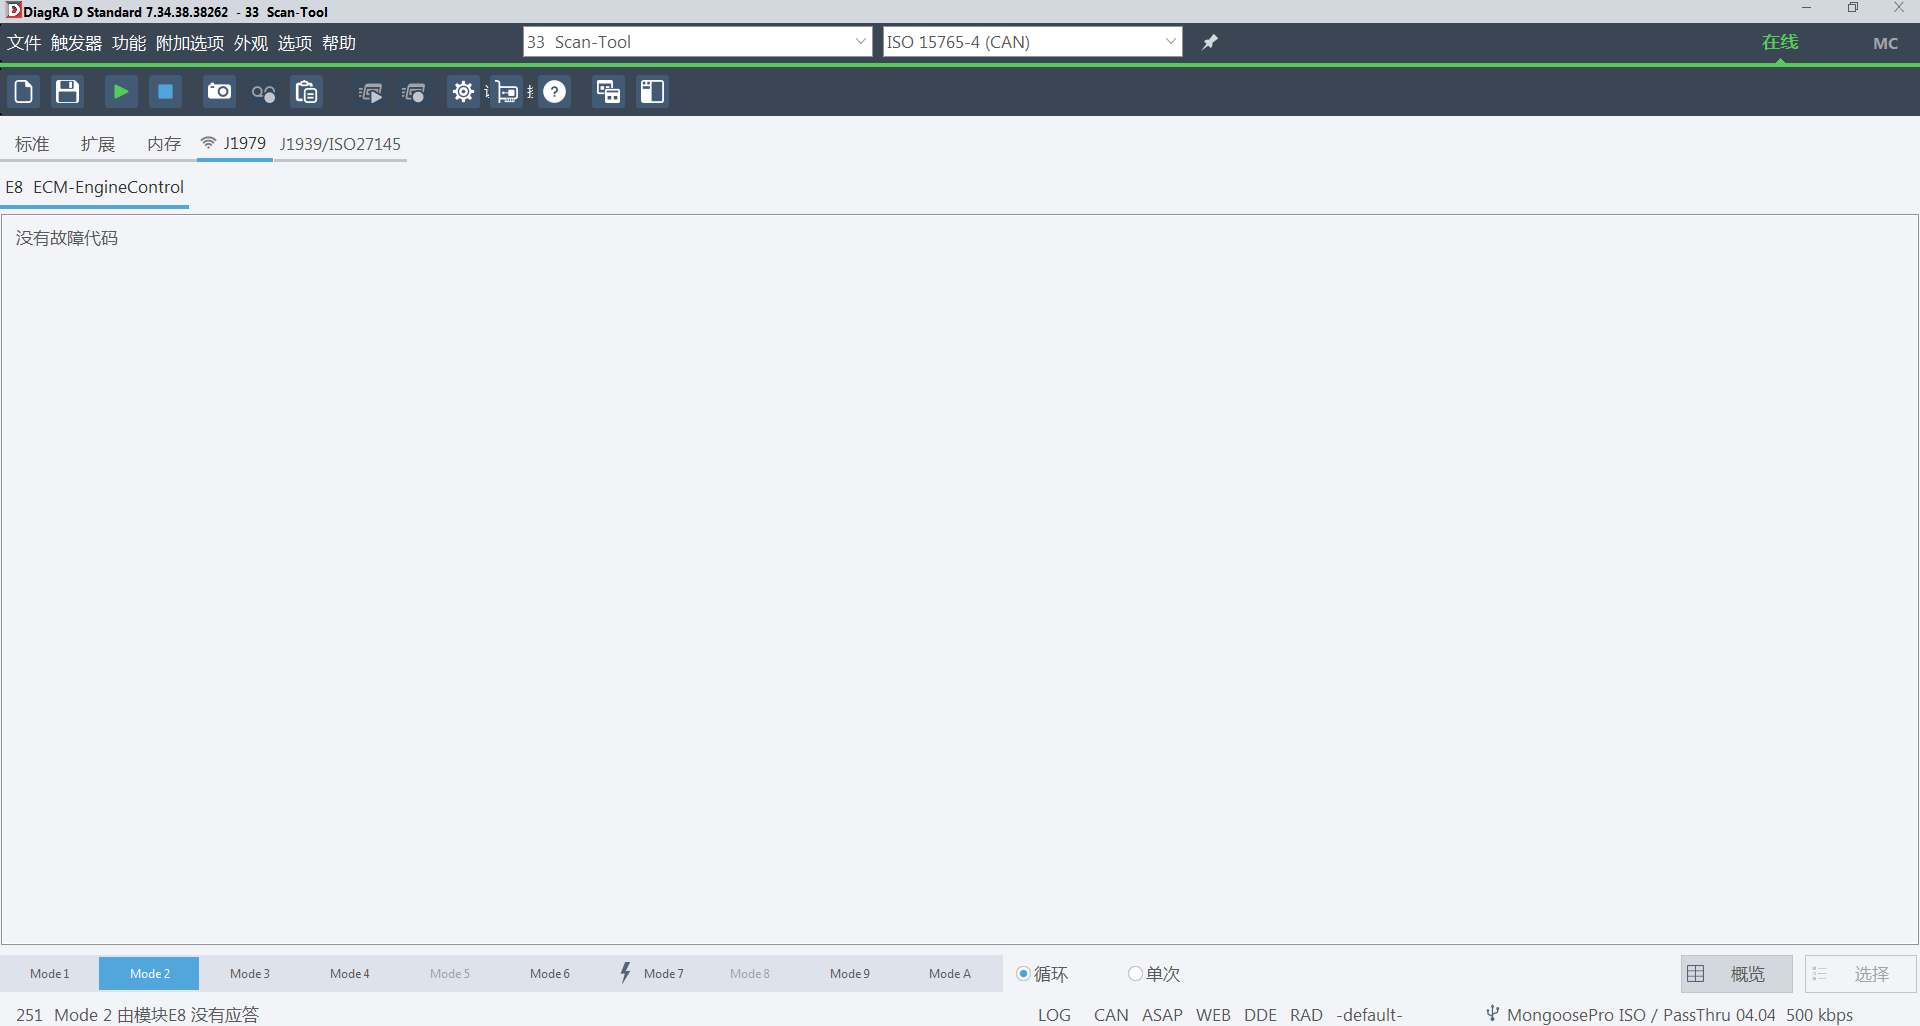 DiagRA D Standard 7.34.38.38262 - 33 Scan-Tool
文件 触发器 功能 附加选项 外观 选项 帮助 33 Scan-Tool ISO 15765-4 (CAN) 在线 MC
标准 扩展 内存 J1979 J1939/ISO27145
E8 ECM-EngineControl
没有故障代码
Mode 1 Mode 2 Mode 3 Mode 4 Mode 5 Mode 6 Mode 7 Mode 8 Mode 9 Mode A 循环 单次 概览 选择
251 Mode 2 由模块E8 没有应答 LOG CAN ASAP WEB DDE RAD -default- MongoosePro ISO / PassThru 04.04 500 kbps